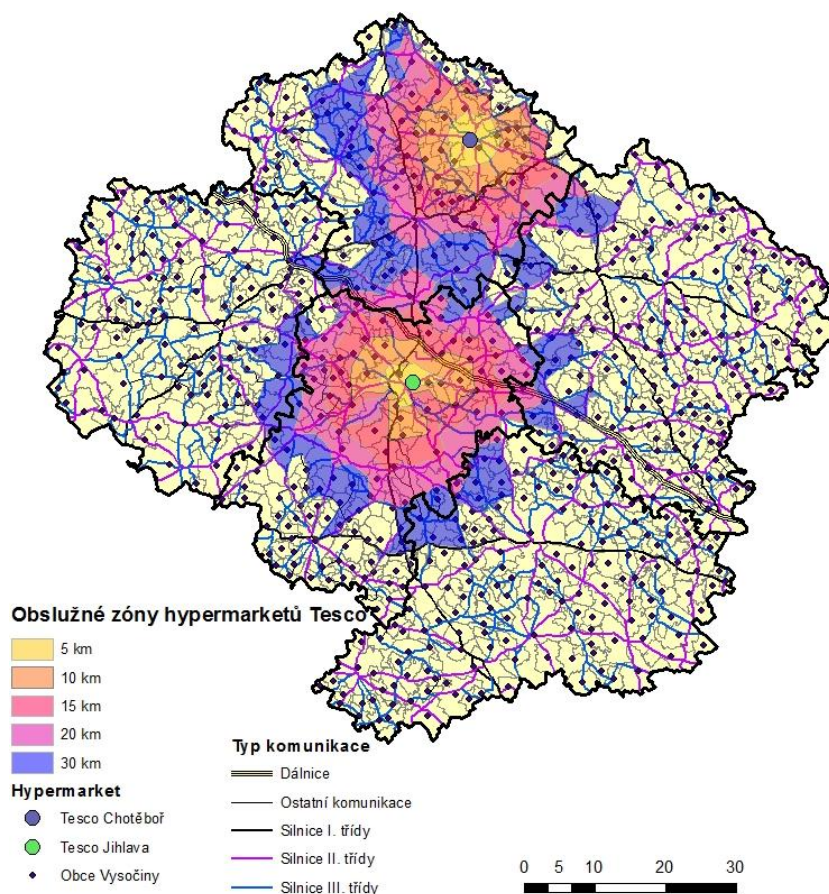 Obslužné zóny hypermarketů Tesco
5 km
10 km
15 km
20 km
30 km
Hypermarket
Tesco Chotěboř
Tesco Jihlava
Obce Vysočiny
Typ komunikace
Dálnice
Ostatní komunikace
Silnice I. třídy
Silnice II. třídy
Silnice III. třídy
0 5 10 20 30